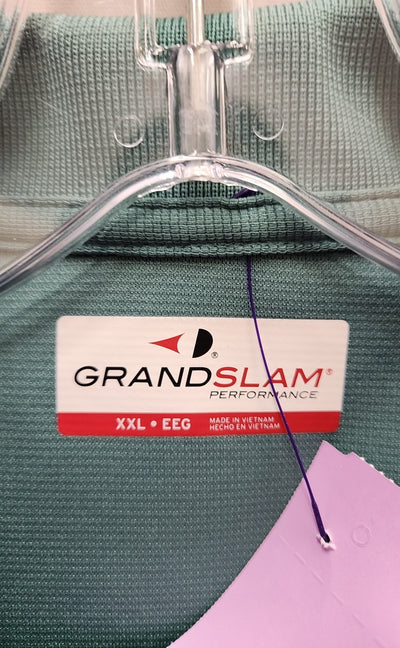 GRANDSLAM®
PERFORMANCE
XXL • EEG
MADE IN VIETNAM
HECHO EN VIETNAM